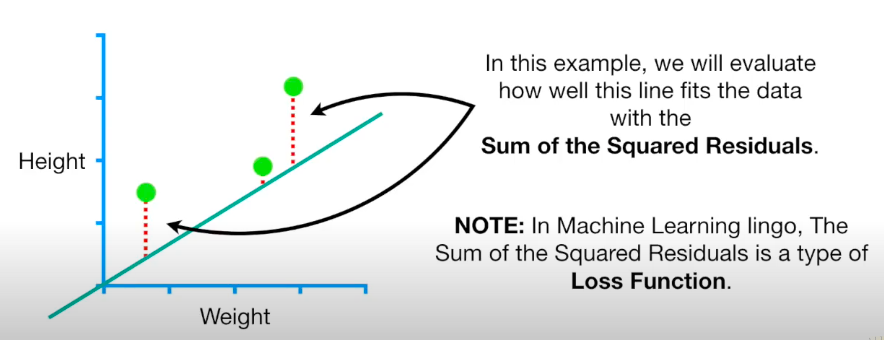 In this example, we will evaluate
how well this line fits the data
with the
Sum of the Squared Residuals.
Height
NOTE: In Machine Learning lingo, The
Sum of the Squared Residuals is a type of
Loss Function.
Weight